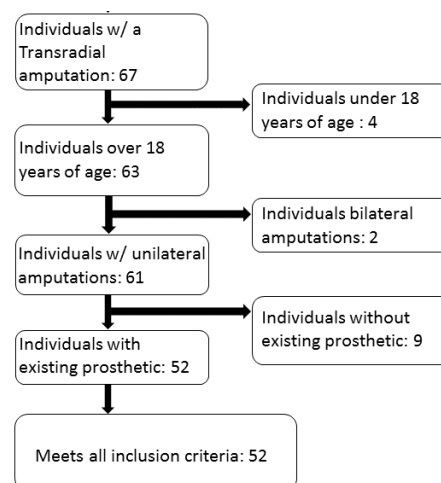 Individuals w/ a
Transradial
amputation: 67
Individuals under 18
years of age : 4
Individuals over 18
years of age: 63
Individuals bilateral
amputations: 2
Individuals w/ unilateral
amputations: 61
Individuals without
existing prosthetic: 9
Individuals with
existing prosthetic: 52
Meets all inclusion criteria: 52